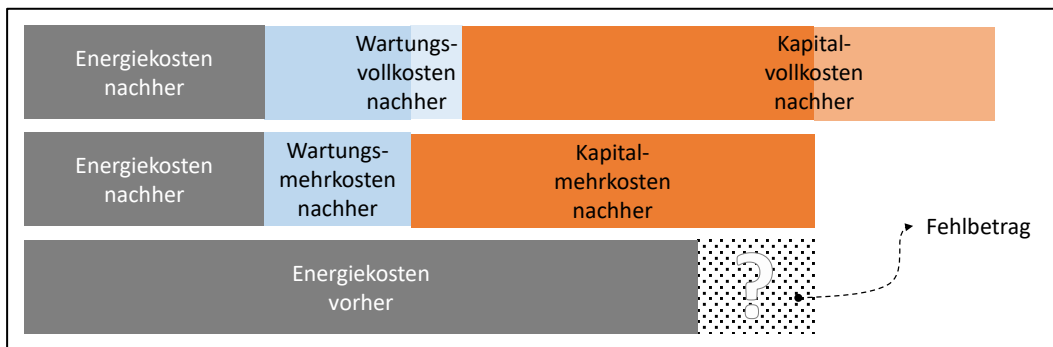 Energiekosten
nachher
Wartungs-
vollkosten
nachher
Kapital-
vollkosten
nachher
Energiekosten
nachher
Wartungs-
mehrkosten
nachher
Kapital-
mehrkosten
nachher
Fehlbetrag
Energiekosten
vorher
?